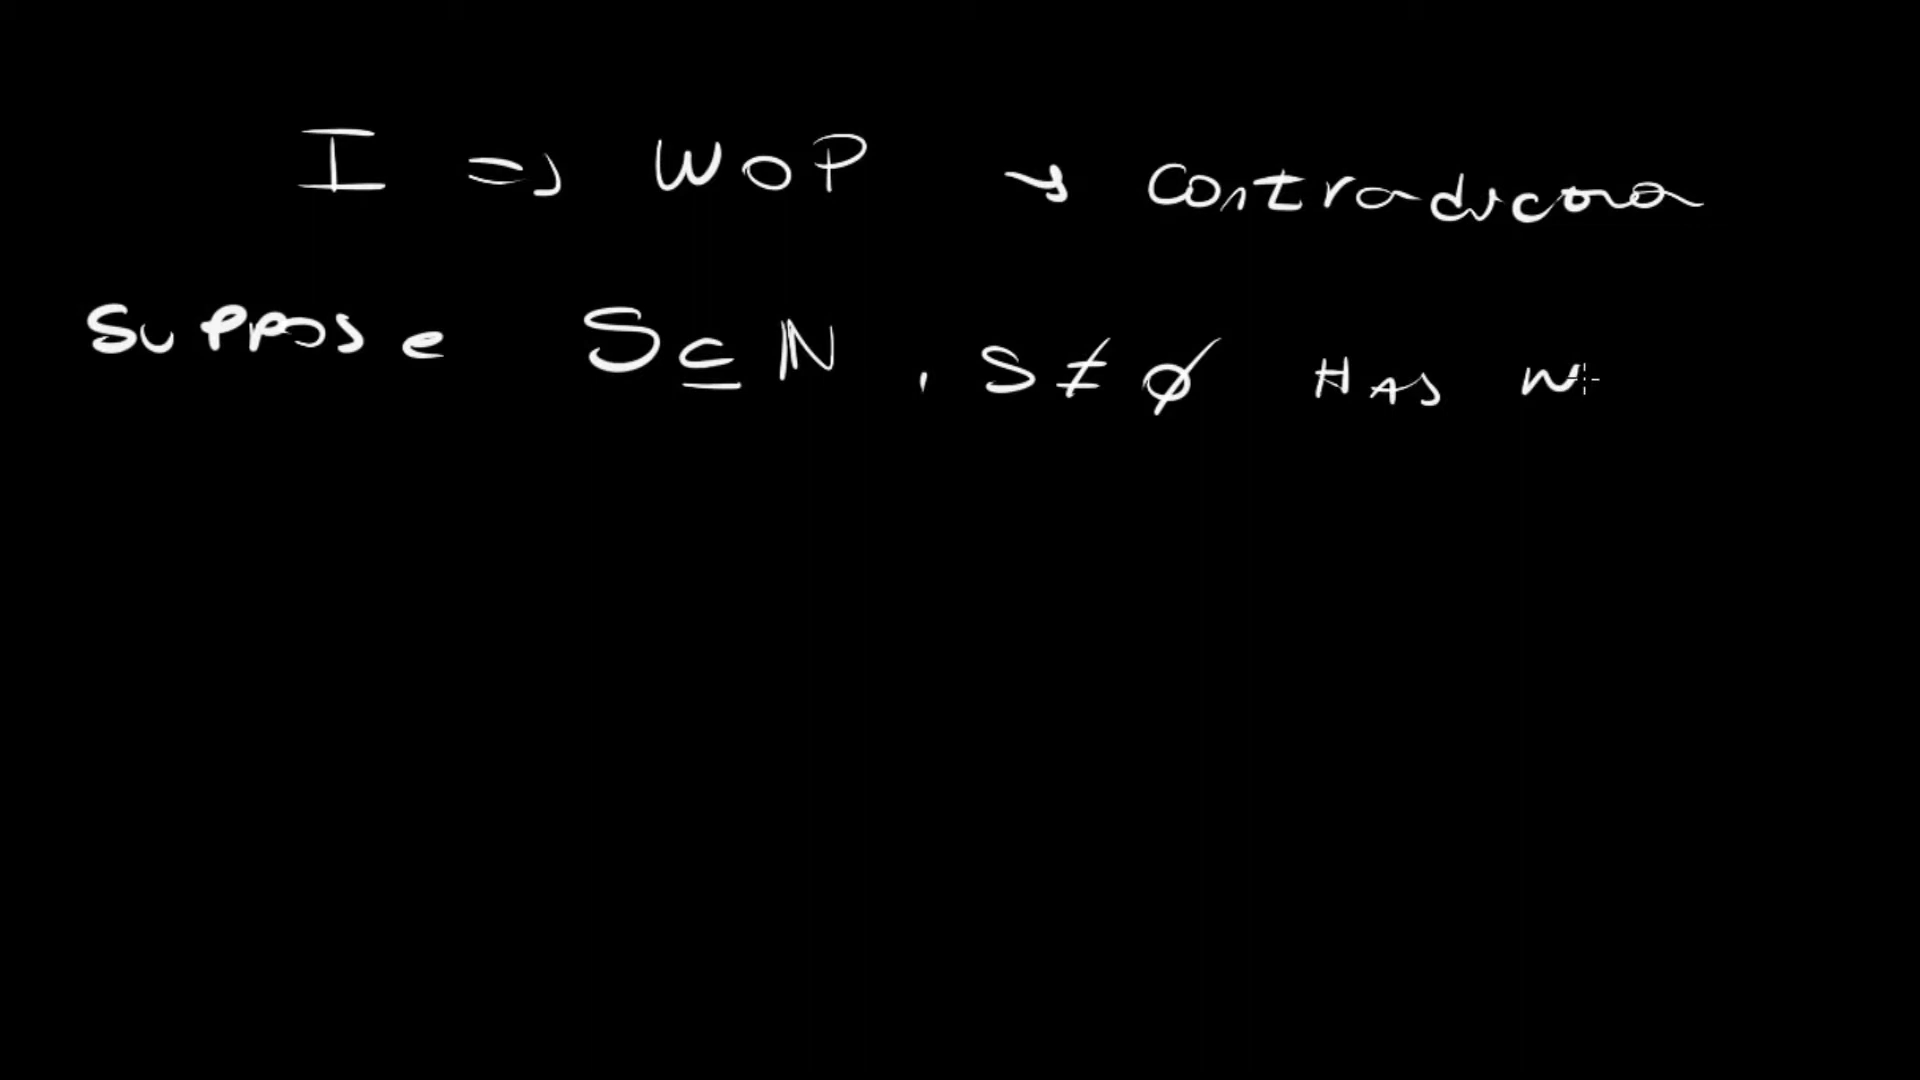 I => WOP → contradiction
SUPPOSE S ⊆ ℕ , S ≠ ∅ HAS N